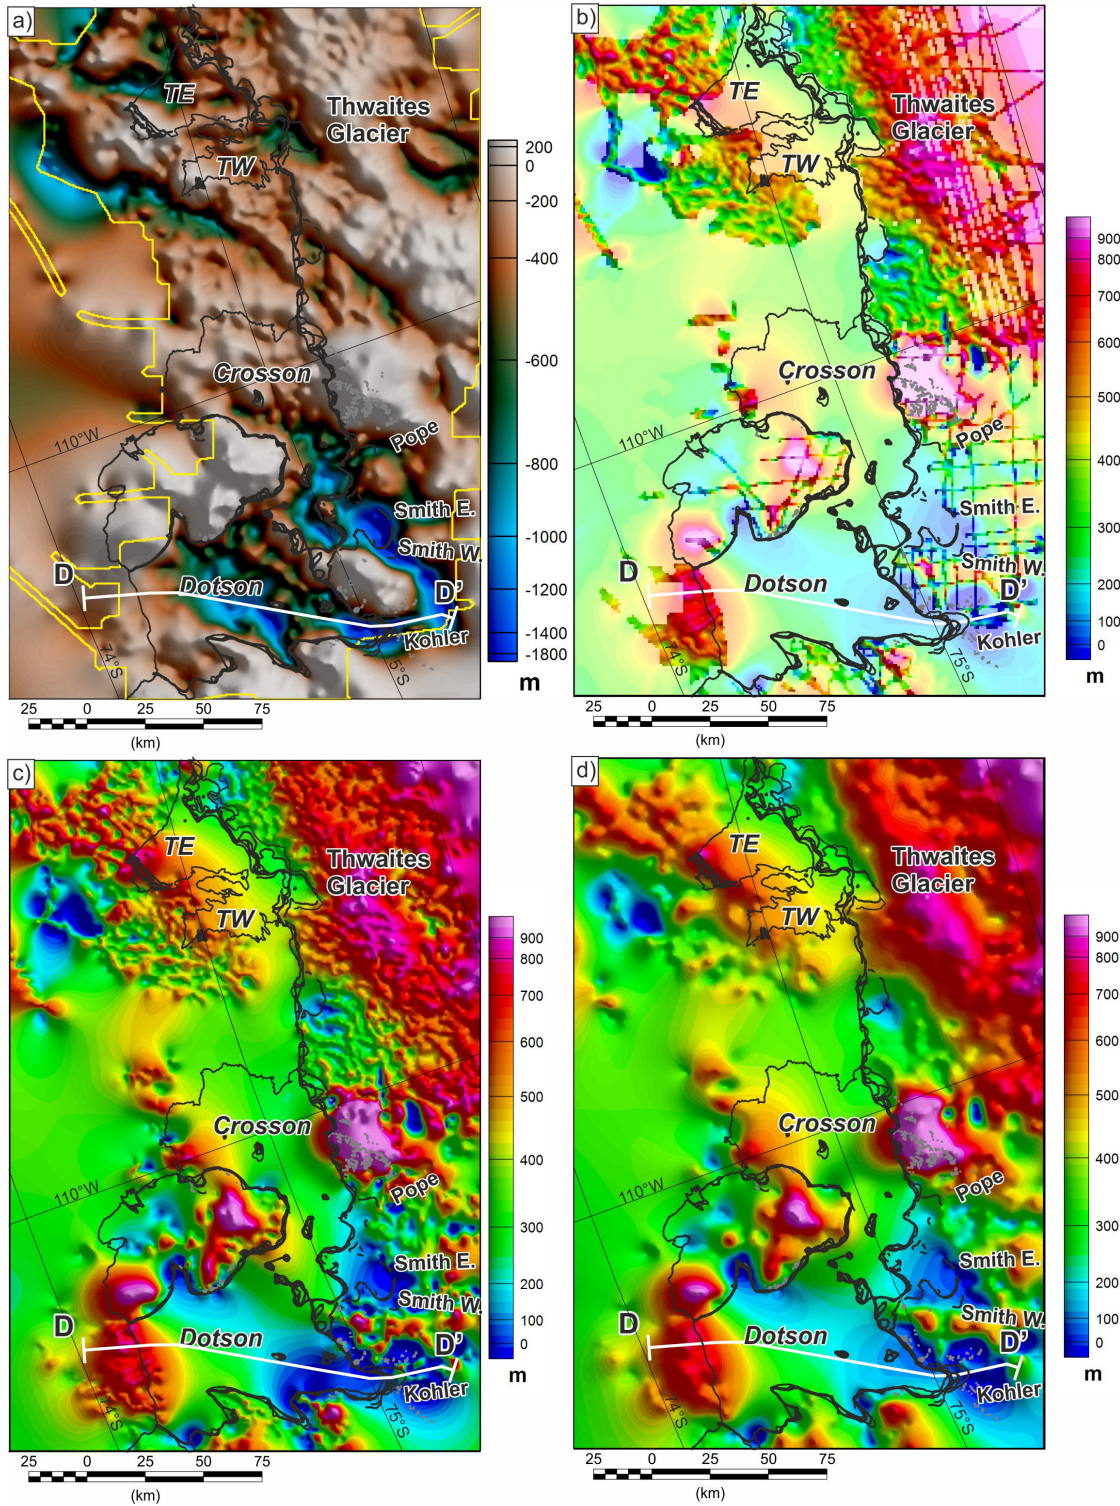 a)
TE
Thwaites
Glacier
TW
Crosson
110°W
Pope
Smith E.
Smith W.
D
Dotson
D'
Kohler
74°S
75°S
200
0
-200
-400
-600
-800
-1000
-1200
-1400
-1800
m
25 0 25 50 75
(km)
b)
TE
Thwaites
Glacier
TW
Crosson
110°W
Pope
Smith E.
Smith W.
D
Dotson
D'
Kohler
74°S
75°S
900
800
700
600
500
400
300
200
100
0
m
25 0 25 50 75
(km)
c)
TE
Thwaites
Glacier
TW
Crosson
110°W
Pope
Smith E.
Smith W.
D
Dotson
D'
Kohler
74°S
75°S
900
700
500
400
300
200
100
0
m
25 0 25 50 75
(km)
d)
TE
Thwaites
Glacier
TW
Crosson
110°W
Pope
Smith E.
Smith W.
D
Dotson
D'
Kohler
74°S
75°S
900
800
700
600
500
400
300
200
100
0
m
25 0 25 50 75
(km)